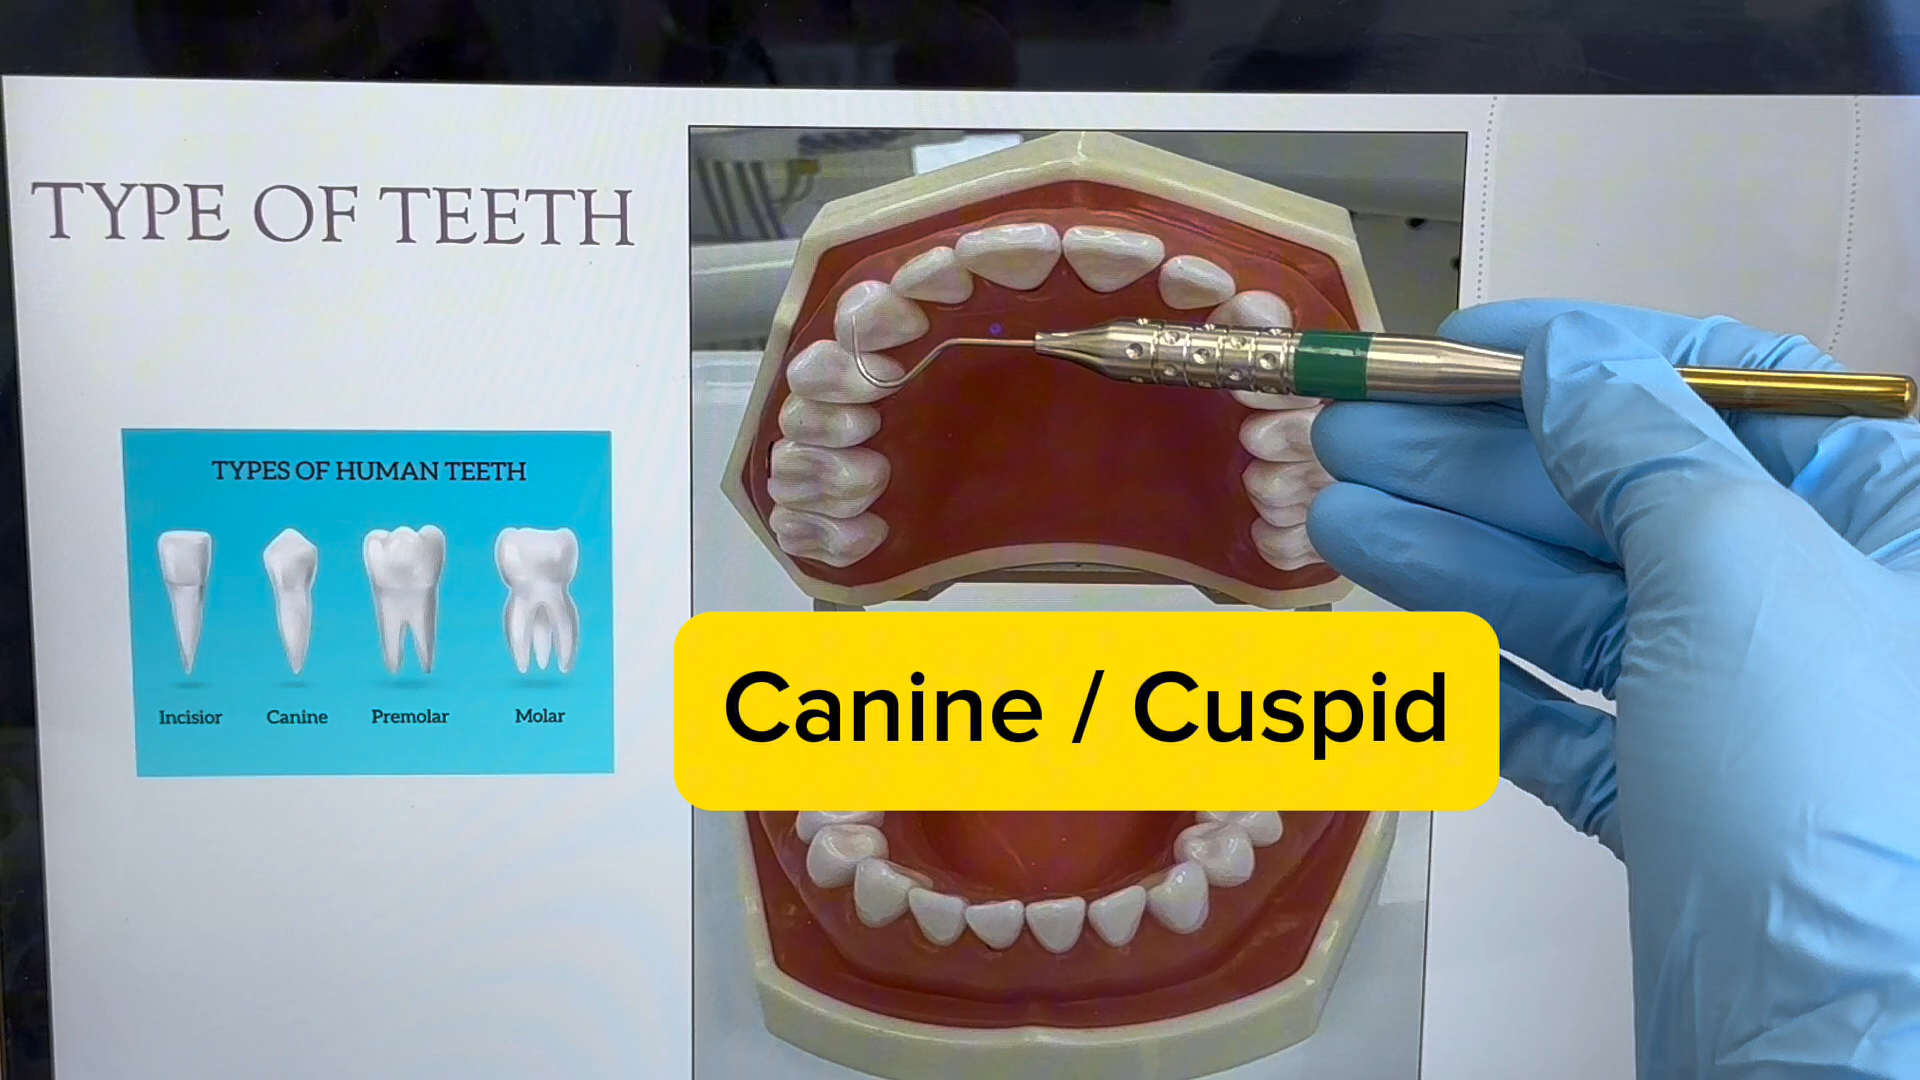 TYPE OF TEETH
TYPES OF HUMAN TEETH
Incisior
Canine
Premolar
Molar
Canine / Cuspid